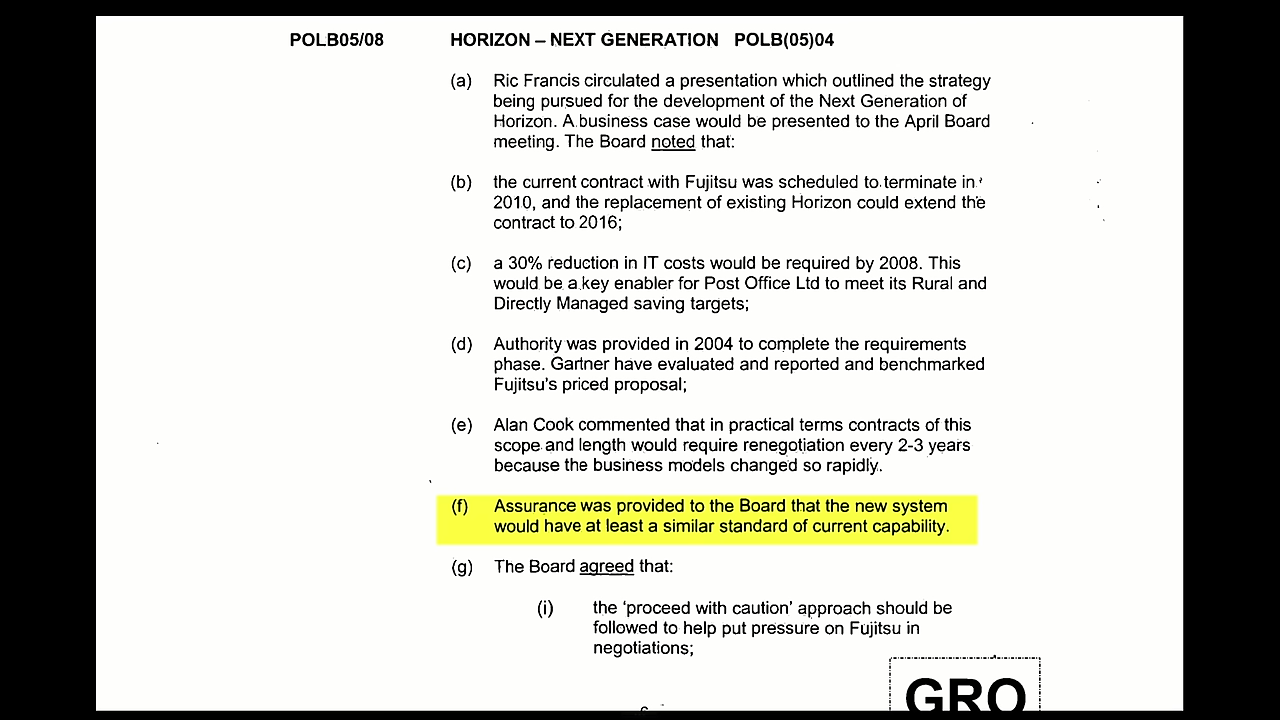 POLB05/08 HORIZON – NEXT GENERATION POLB(05)04
(a) Ric Francis circulated a presentation which outlined the strategy
being pursued for the development of the Next Generation of
Horizon. A business case would be presented to the April Board
meeting. The Board noted that:
(b) the current contract with Fujitsu was scheduled to terminate in
2010, and the replacement of existing Horizon could extend the
contract to 2016;
(c) a 30% reduction in IT costs would be required by 2008. This
would be a key enabler for Post Office Ltd to meet its Rural and
Directly Managed saving targets;
(d) Authority was provided in 2004 to complete the requirements
phase. Gartner have evaluated and reported and benchmarked
Fujitsu's priced proposal;
(e) Alan Cook commented that in practical terms contracts of this
scope and length would require renegotiation every 2-3 years
because the business models changed so rapidly.
(f) Assurance was provided to the Board that the new system
would have at least a similar standard of current capability.
(g) The Board agreed that:
(i) the 'proceed with caution' approach should be
followed to help put pressure on Fujitsu in
negotiations;
GRO